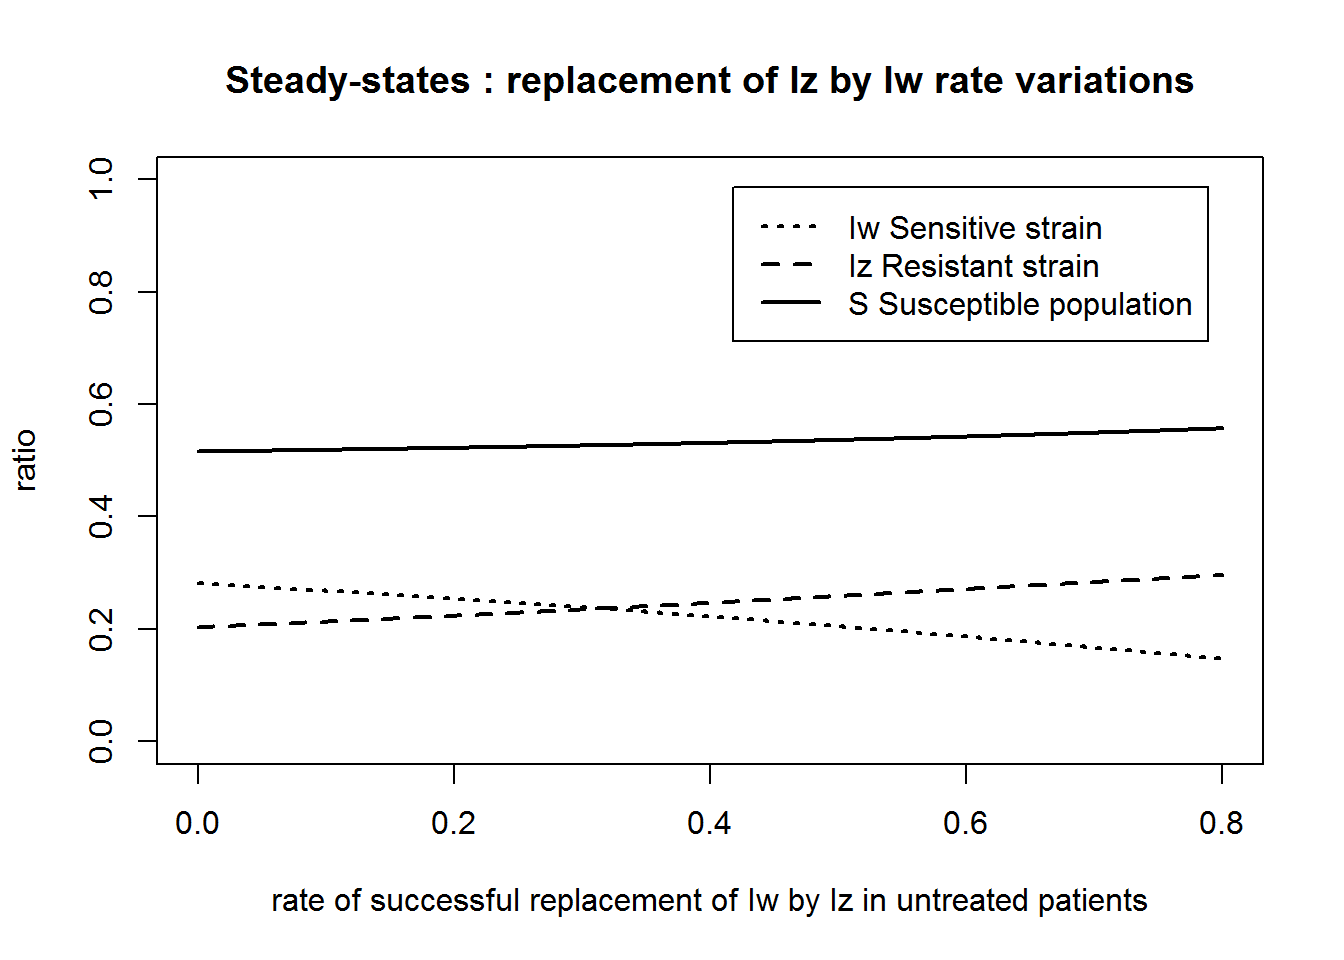 Steady-states : replacement of Iz by Iw rate variations
Iw Sensitive strain
Iz Resistant strain
S Susceptible population
ratio
1.0
0.8
0.6
0.4
0.2
0.0
0.0 0.2 0.4 0.6 0.8
rate of successful replacement of Iw by Iz in untreated patients